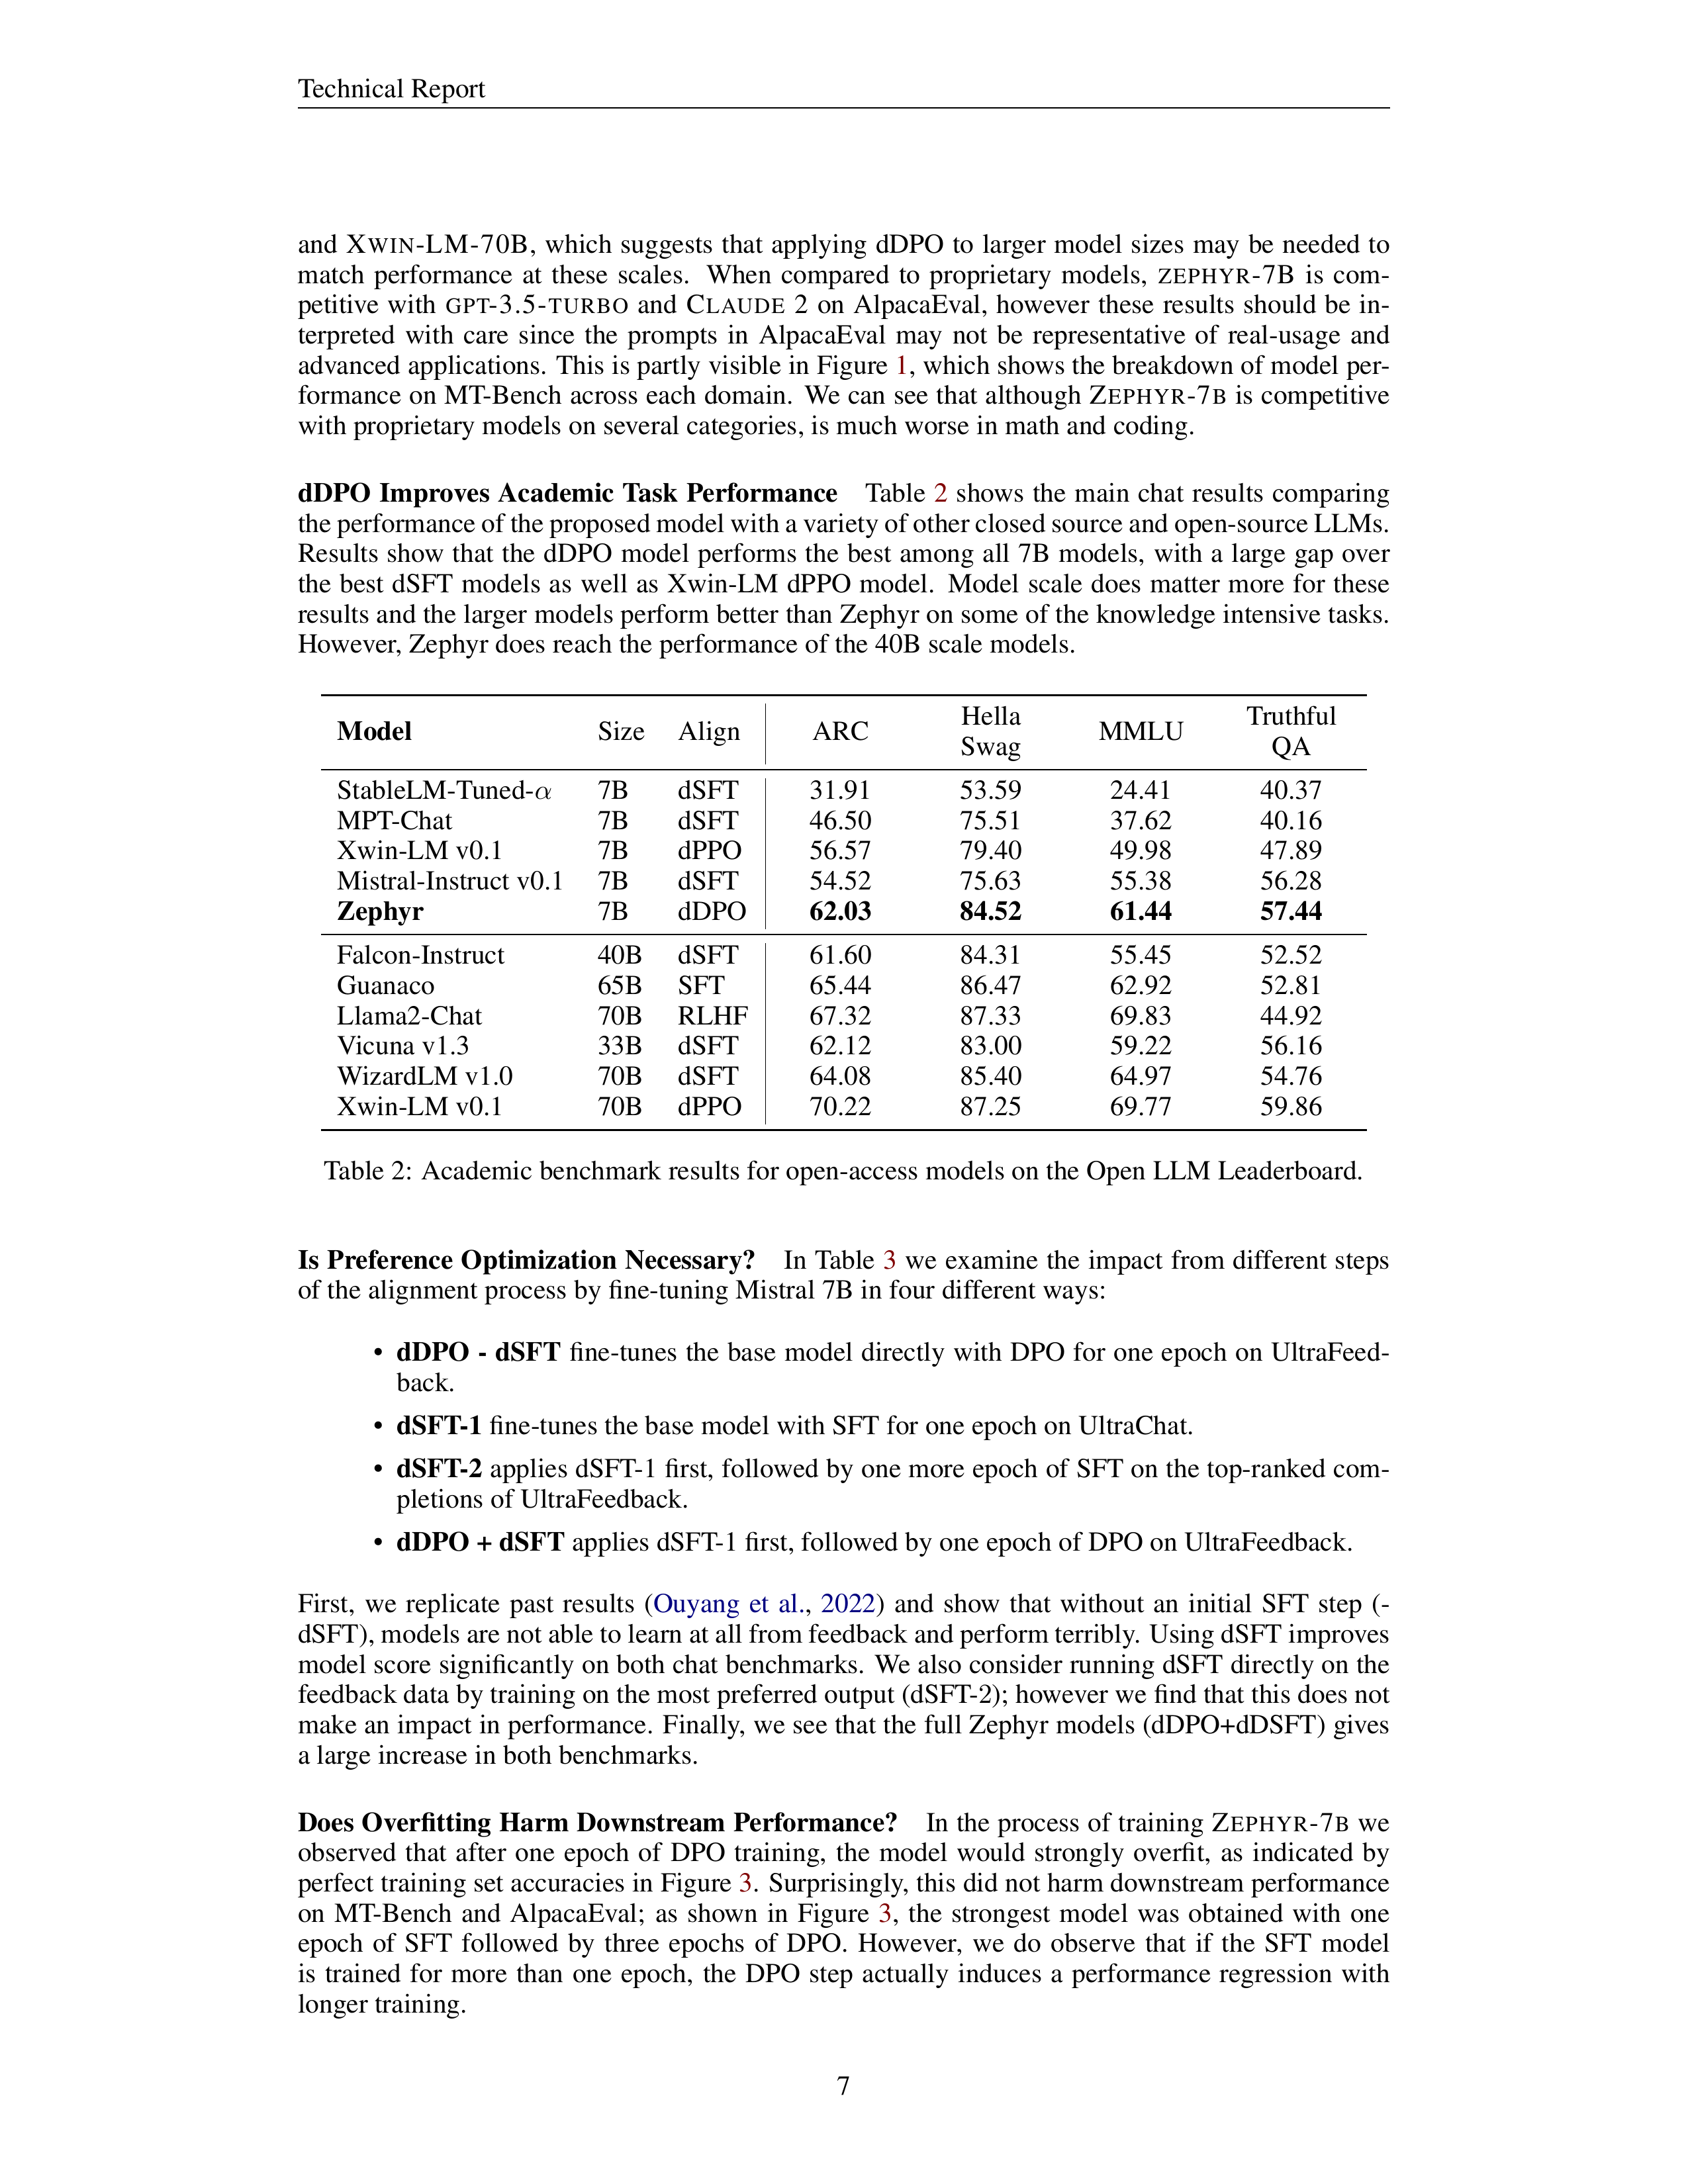 Technical Report
and XWIN-LM-70B, which suggests that applying dDPO to larger model sizes may be needed to
match performance at these scales. When compared to proprietary models, ZEPHYR-7B is com-
petitive with GPT-3.5-TURBO and CLAUDE 2 on AlpacaEval, however these results should be in-
terpreted with care since the prompts in AlpacaEval may not be representative of real-usage and
advanced applications. This is partly visible in Figure 1, which shows the breakdown of model per-
formance on MT-Bench across each domain. We can see that although ZEPHYR-7B is competitive
with proprietary models on several categories, is much worse in math and coding.
dDPO Improves Academic Task Performance Table 2 shows the main chat results comparing
the performance of the proposed model with a variety of other closed source and open-source LLMs.
Results show that the dDPO model performs the best among all 7B models, with a large gap over
the best dSFT models as well as Xwin-LM dPPO model. Model scale does matter more for these
results and the larger models perform better than Zephyr on some of the knowledge intensive tasks.
However, Zephyr does reach the performance of the 40B scale models.
Model Size Align ARC Hella Swag MMLU Truthful QA
StableLM-Tuned-α 7B dSFT 31.91 53.59 24.41 40.37
MPT-Chat 7B dSFT 46.50 75.51 37.62 40.16
Xwin-LM v0.1 7B dPPO 56.57 79.40 49.98 47.89
Mistral-Instruct v0.1 7B dSFT 54.52 75.63 55.38 56.28
Zephyr 7B dDPO 62.03 84.52 61.44 57.44
Falcon-Instruct 40B dSFT 61.60 84.31 55.45 52.52
Guanaco 65B SFT 65.44 86.47 62.92 52.81
Llama2-Chat 70B RLHF 67.32 87.33 69.83 44.92
Vicuna v1.3 33B dSFT 62.12 83.00 59.22 56.16
WizardLM v1.0 70B dSFT 64.08 85.40 64.97 54.76
Xwin-LM v0.1 70B dPPO 70.22 87.25 69.77 59.86
Table 2: Academic benchmark results for open-access models on the Open LLM Leaderboard.
Is Preference Optimization Necessary? In Table 3 we examine the impact from different steps
of the alignment process by fine-tuning Mistral 7B in four different ways:
• dDPO - dSFT fine-tunes the base model directly with DPO for one epoch on UltraFeed-
back.
• dSFT-1 fine-tunes the base model with SFT for one epoch on UltraChat.
• dSFT-2 applies dSFT-1 first, followed by one more epoch of SFT on the top-ranked com-
pletions of UltraFeedback.
• dDPO + dSFT applies dSFT-1 first, followed by one epoch of DPO on UltraFeedback.
First, we replicate past results (Ouyang et al., 2022) and show that without an initial SFT step (-
dSFT), models are not able to learn at all from feedback and perform terribly. Using dSFT improves
model score significantly on both chat benchmarks. We also consider running dSFT directly on the
feedback data by training on the most preferred output (dSFT-2); however we find that this does not
make an impact in performance. Finally, we see that the full Zephyr models (dDPO+dDSFT) gives
a large increase in both benchmarks.
Does Overfitting Harm Downstream Performance? In the process of training ZEPHYR-7B we
observed that after one epoch of DPO training, the model would strongly overfit, as indicated by
perfect training set accuracies in Figure 3. Surprisingly, this did not harm downstream performance
on MT-Bench and AlpacaEval; as shown in Figure 3, the strongest model was obtained with one
epoch of SFT followed by three epochs of DPO. However, we do observe that if the SFT model
is trained for more than one epoch, the DPO step actually induces a performance regression with
longer training.
7